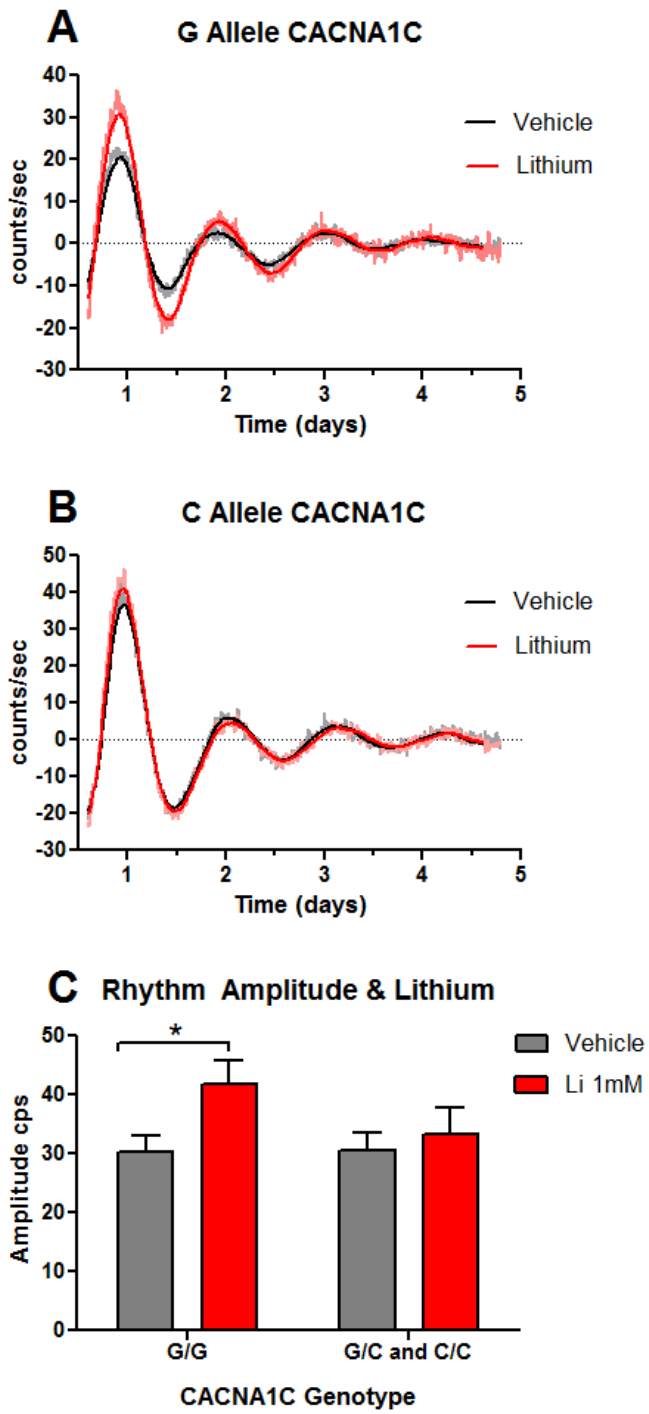 A
G Allele CACNA1C
40
30
20
10
0
-10
-20
-30
counts/sec
Vehicle
Lithium
1 2 3 4 5
Time (days)
B
C Allele CACNA1C
50
40
30
20
10
0
-10
-20
-30
counts/sec
Vehicle
Lithium
1 2 3 4 5
Time (days)
C
Rhythm Amplitude & Lithium
50
40
30
20
10
0
Amplitude cps
*
Vehicle
Li 1mM
G/G G/C and C/C
CACNA1C Genotype